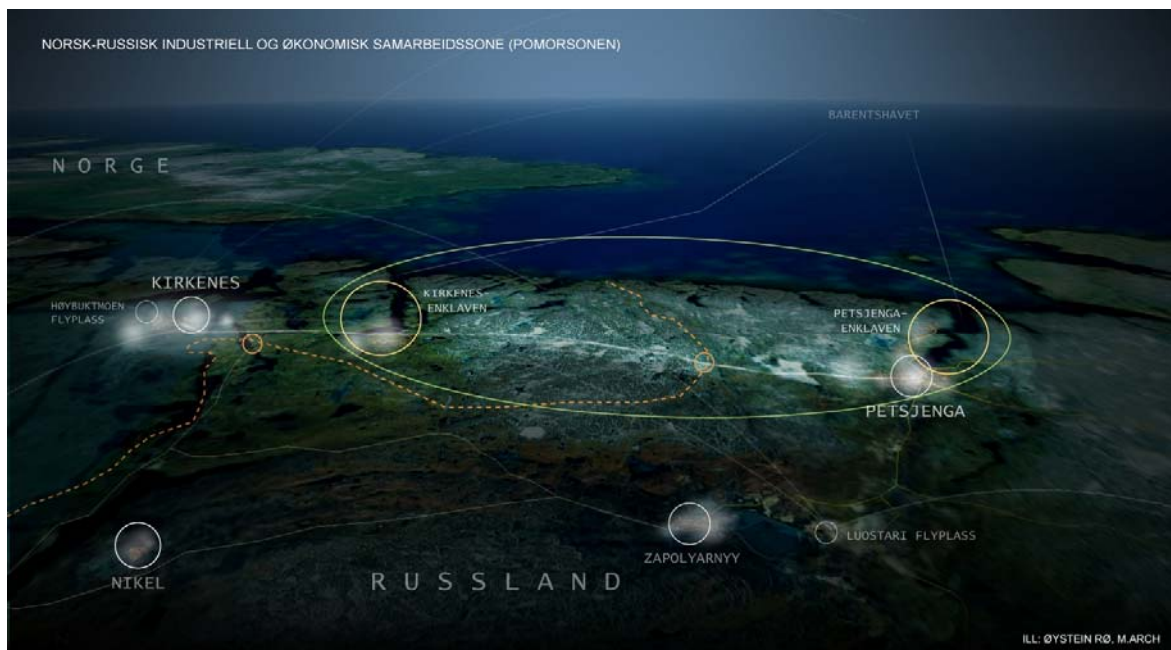 NORSK-RUSSISK INDUSTRIELL OG ØKONOMISK SAMARBEIDSSONE (POMORSONEN)
BARENTSHAVET
NORGE
KIRKENES
HØYBUKTMOEN
FLYPLASS
KIRKENES-
ENKLAVEN
PETSJENGA-
ENKLAVEN
PETSJENGA
LUOSTARI FLYPLASS
ZAPOLYARNYY
NIKEL
RUSSLAND
ILL: ØYSTEIN RØ, M.ARCH